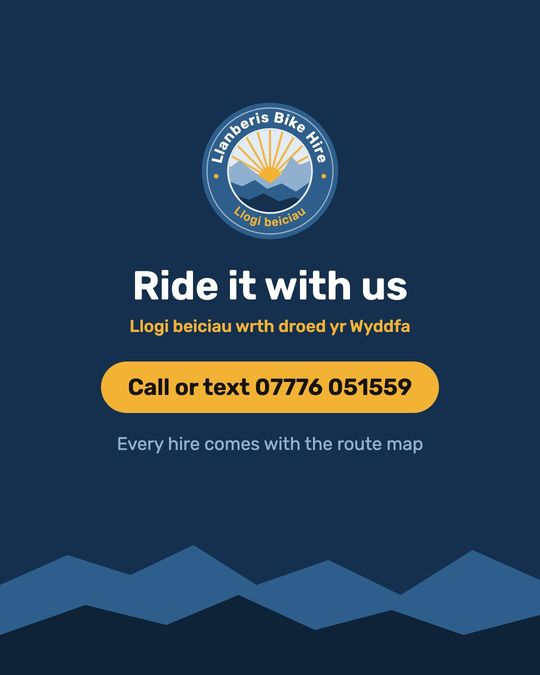 Llanberis Bike Hire
Llogi beiciau
Ride it with us
Llogi beiciau wrth droed yr Wyddfa
Call or text 07776 051559
Every hire comes with the route map